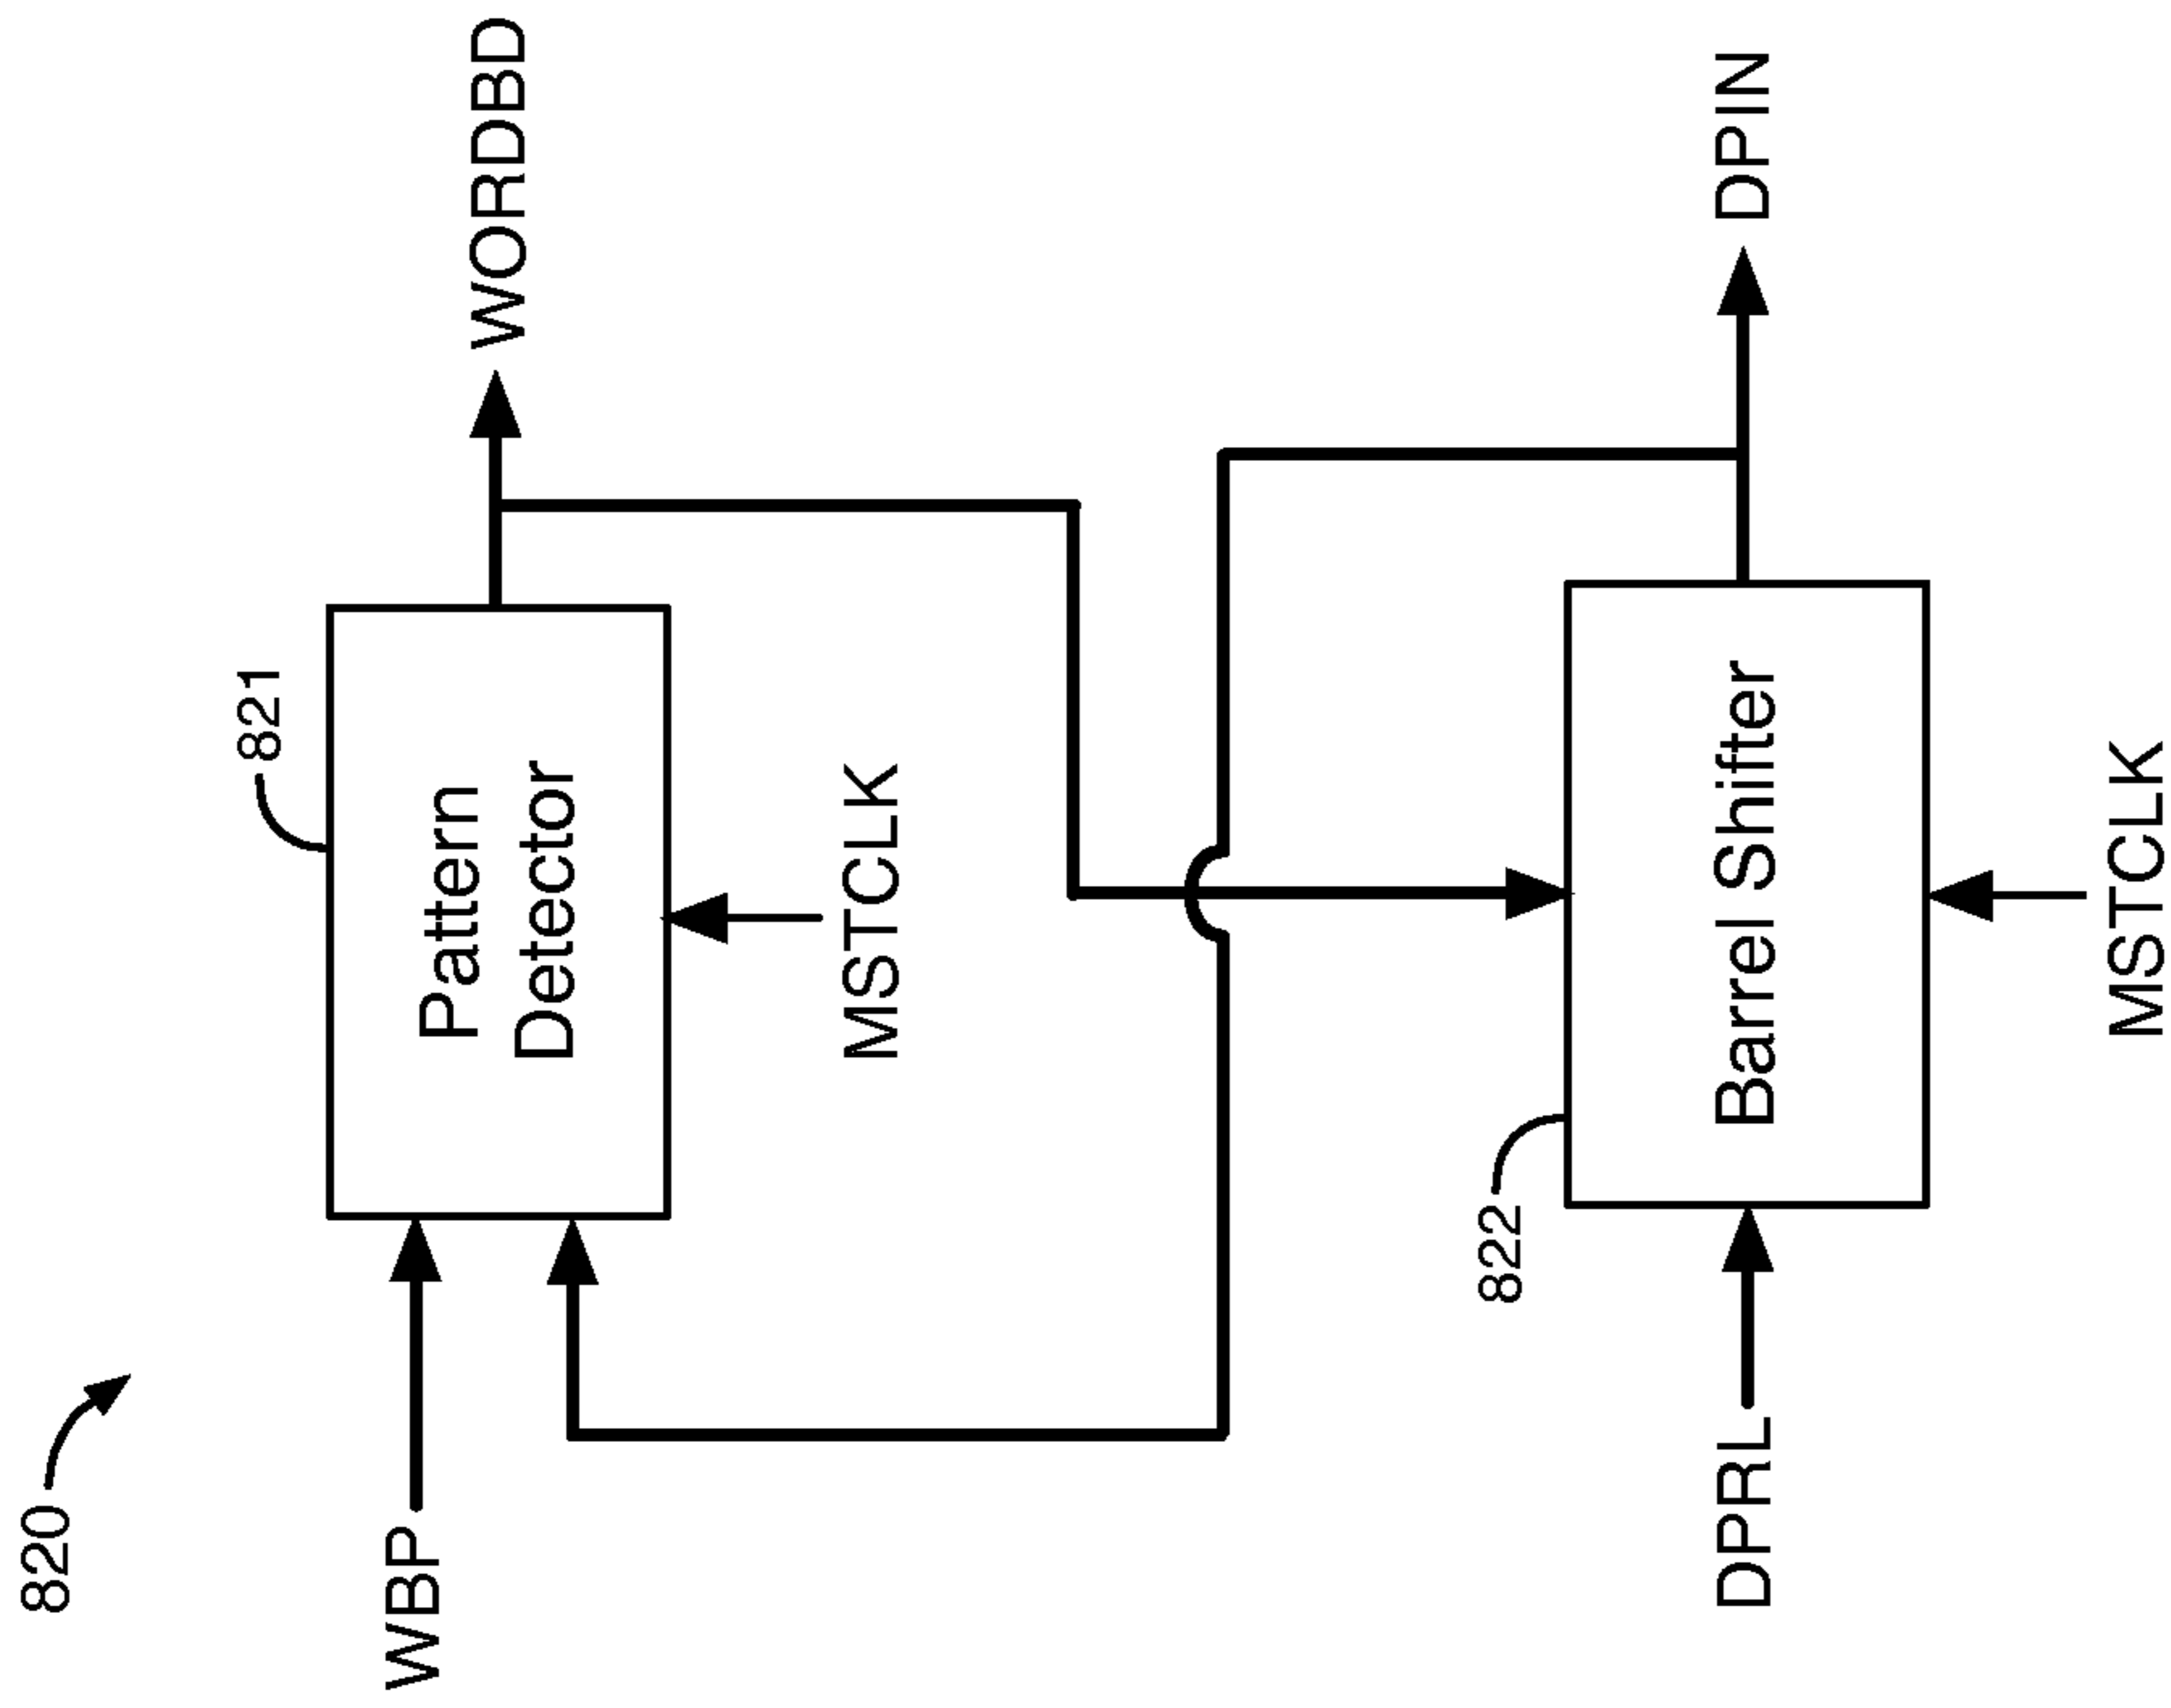 820
821
WBP
Pattern
Detector
WORDBD
MSTCLK
822
DPRL
Barrel Shifter
DPIN
MSTCLK